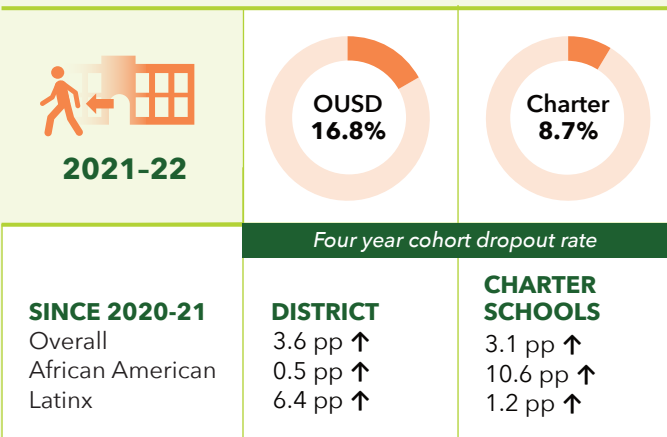 2021–22
OUSD
16.8%
Charter
8.7%
Four year cohort dropout rate
SINCE 2020-21
Overall
African American
Latinx
DISTRICT
3.6 pp ↑
0.5 pp ↑
6.4 pp ↑
CHARTER
SCHOOLS
3.1 pp ↑
10.6 pp ↑
1.2 pp ↑